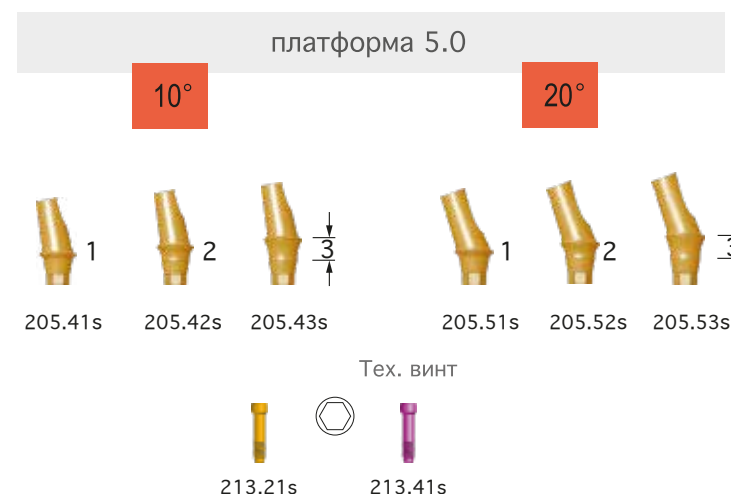 платформа 5.0
10° 20°
1 2 3 1 2 3
205.41s 205.42s 205.43s 205.51s 205.52s 205.53s
Тех. винт
213.21s 213.41s